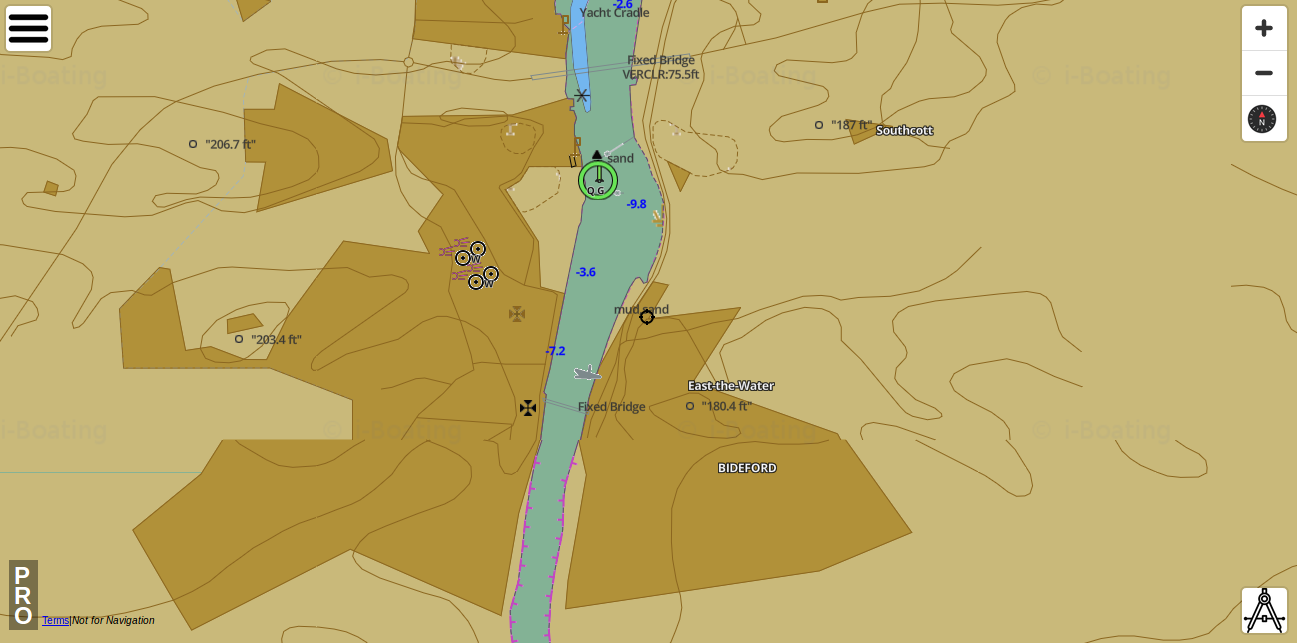 -2.6
Yacht Cradle
Fixed Bridge
VERCLR:75.5ft
i-Boating
© i-Boating
© i-Boating
© i-Boating
"187 ft"
Southcott
"206.7 ft"
sand
Q G
-9.8
W
-3.6
W
N
mud,sand
"203.4 ft"
-7.2
East-the-Water
Fixed Bridge
"180.4 ft"
i-Boating
© i-Boating
© i-Boating
© i-Boating
BIDEFORD
PRO
Terms|Not for Navigation